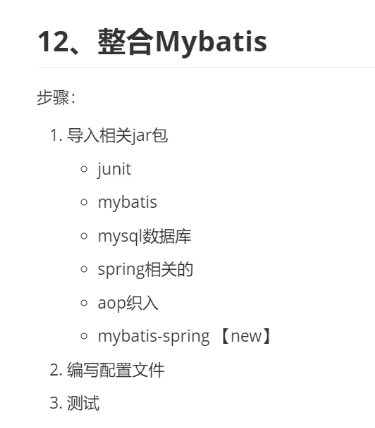 12、整合Mybatis
步骤：
1. 导入相关jar包
○ junit
○ mybatis
○ mysql数据库
○ spring相关的
○ aop织入
○ mybatis-spring 【new】
2. 编写配置文件
3. 测试